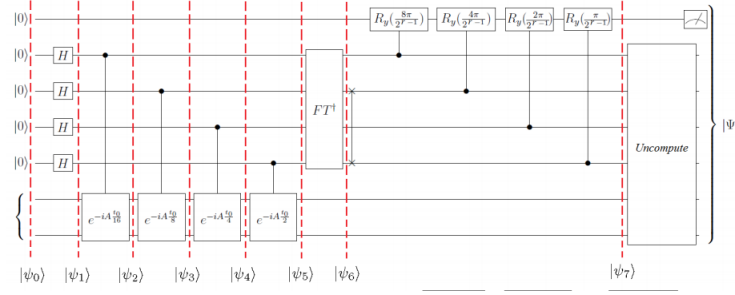 |0⟩ R_y(8π/2^{r−1}) R_y(4π/2^{r−1}) R_y(2π/2^{r−1}) R_y(π/2^{r−1})
|0⟩ H
|0⟩ H
|0⟩ H
|0⟩ H
FT†
Uncompute
|Ψ
e^{−iA t₀/16} e^{−iA t₀/8} e^{−iA t₀/4} e^{−iA t₀/2}
|ψ₀⟩ |ψ₁⟩ |ψ₂⟩ |ψ₃⟩ |ψ₄⟩ |ψ₅⟩ |ψ₆⟩ |ψ₇⟩